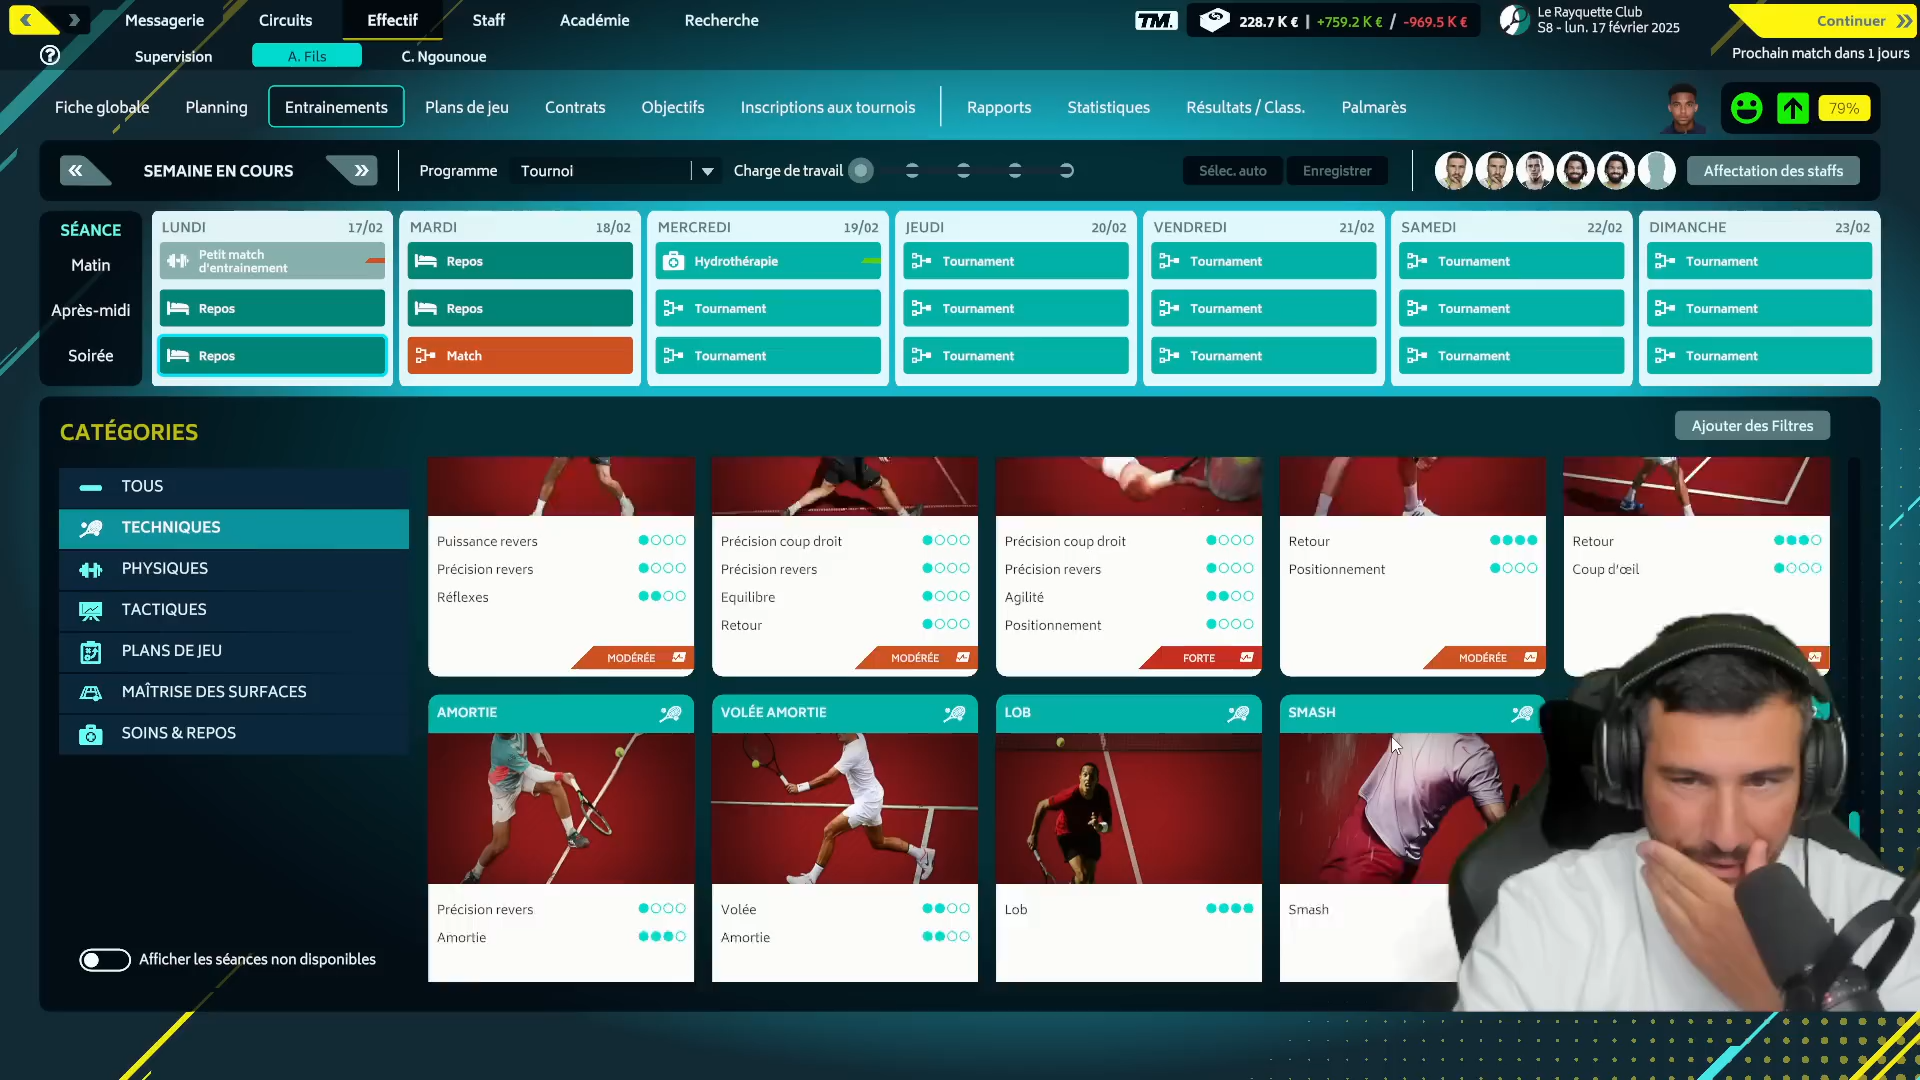 Messagerie
Circuits
Effectif
Staff
Académie
Recherche
TM.
228.7 K € | +759.2 K € / -969.5 K €
Le Rayquette Club
S8 - lun. 17 février 2025
Continuer
Prochain match dans 1 jours
Supervision
A. Fils
C. Ngounoue
Fiche globale
Planning
Entrainements
Plans de jeu
Contrats
Objectifs
Inscriptions aux tournois
Rapports
Statistiques
Résultats / Class.
Palmarès
79%
SEMAINE EN COURS
Programme
Tournoi
Charge de travail
Sélec. auto
Enregistrer
Affectation des staffs
SÉANCE
Matin
Après-midi
Soirée
LUNDI 17/02
Petit match
d'entrainement
Repos
Repos
MARDI 18/02
Repos
Repos
Match
MERCREDI 19/02
Hydrothérapie
Tournament
Tournament
JEUDI 20/02
Tournament
Tournament
Tournament
VENDREDI 21/02
Tournament
Tournament
Tournament
SAMEDI 22/02
Tournament
Tournament
Tournament
DIMANCHE 23/02
Tournament
Tournament
Tournament
CATÉGORIES
Ajouter des Filtres
TOUS
TECHNIQUES
PHYSIQUES
TACTIQUES
PLANS DE JEU
MAÎTRISE DES SURFACES
SOINS & REPOS
Afficher les séances non disponibles
Puissance revers
Précision revers
Réflexes
MODÉRÉE
Précision coup droit
Précision revers
Equilibre
Retour
MODÉRÉE
Précision coup droit
Précision revers
Agilité
Positionnement
FORTE
Retour
Positionnement
MODÉRÉE
Retour
Coup d'œil
AMORTIE
Précision revers
Amortie
VOLÉE AMORTIE
Volée
Amortie
LOB
Lob
SMASH
Smash